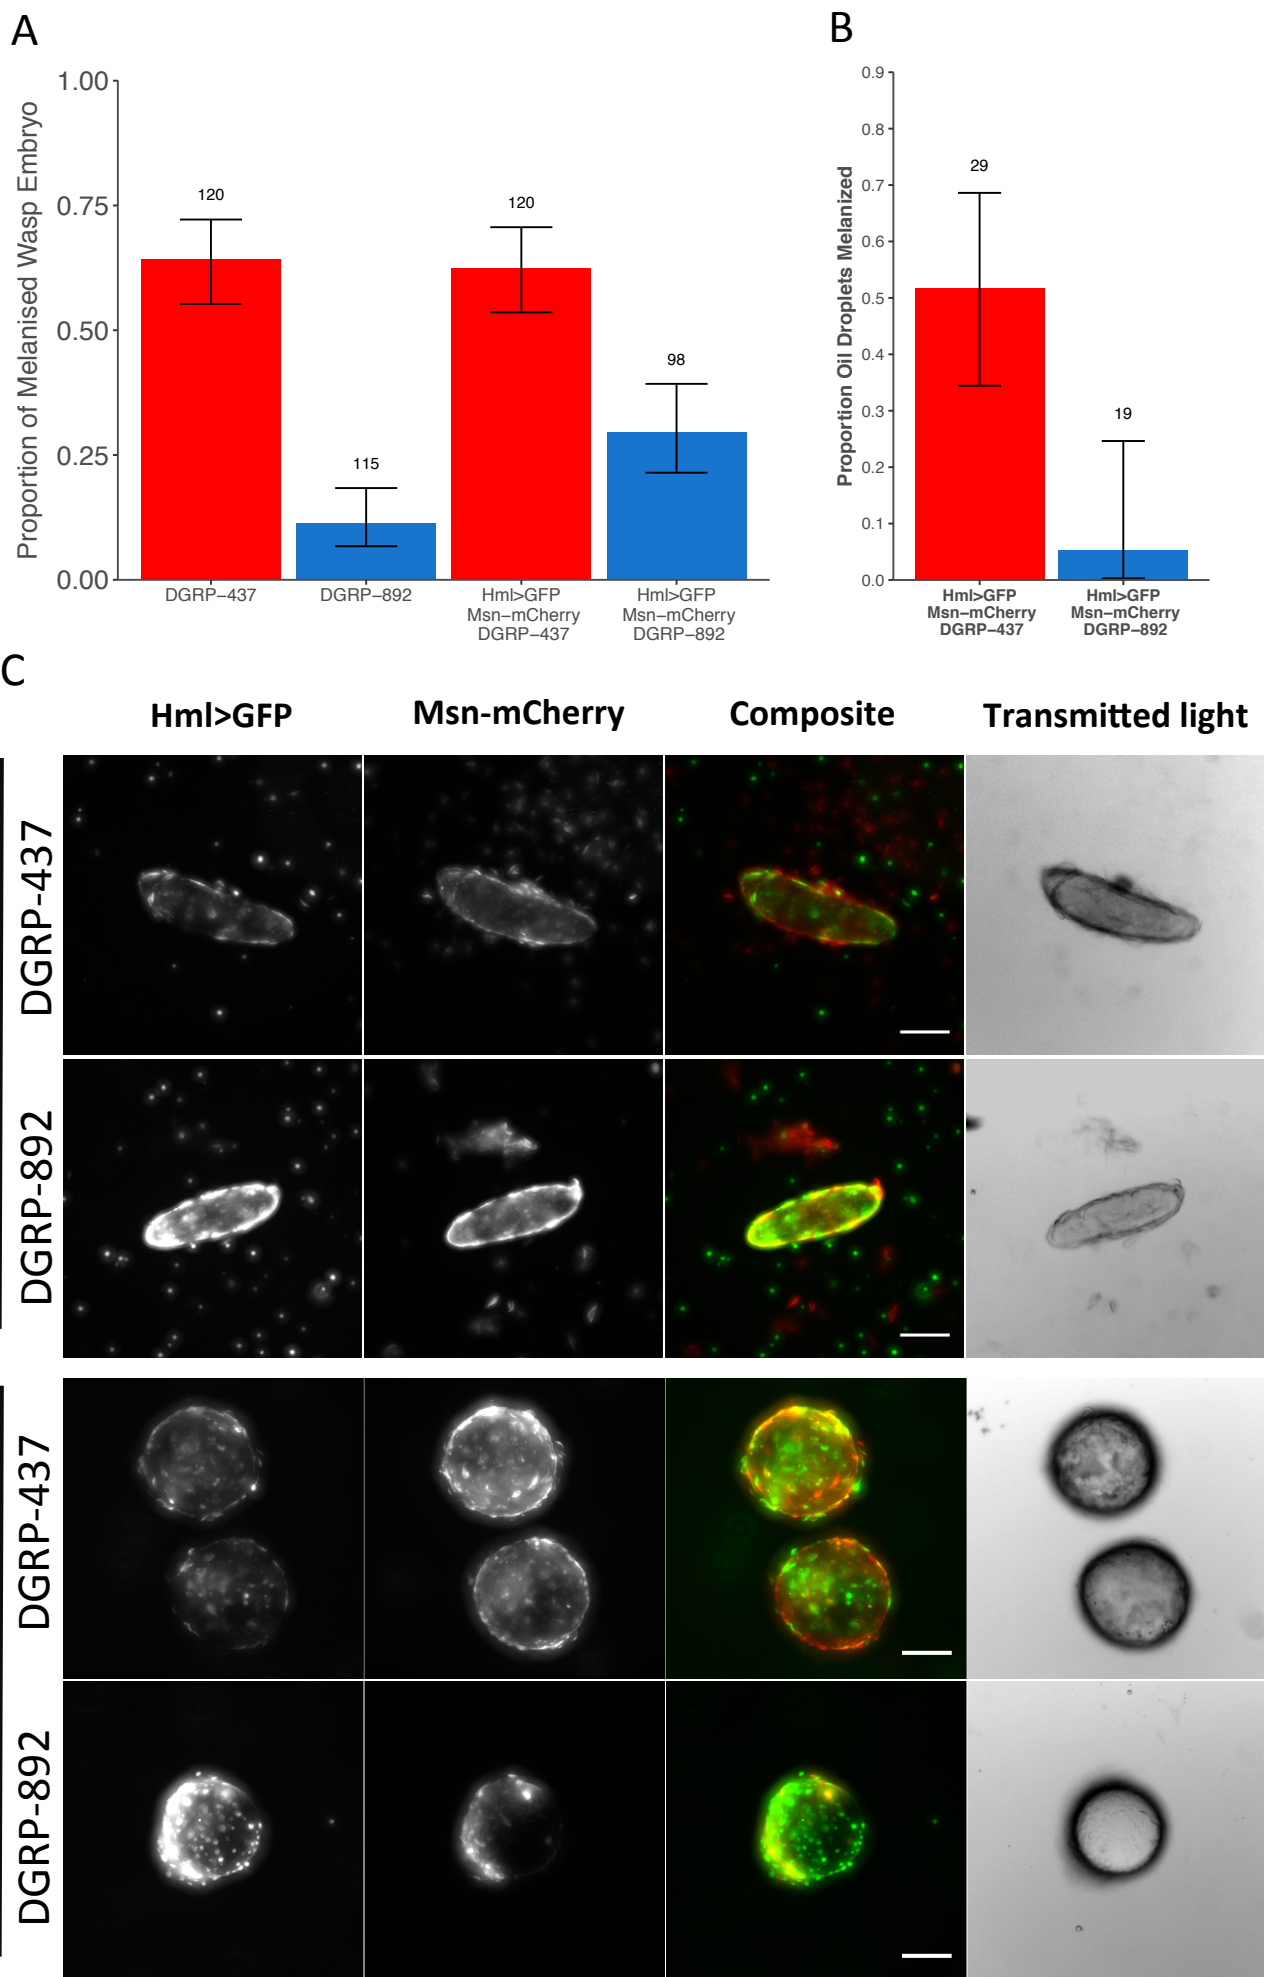 A
B
Proportion of Melanised Wasp Embryo
1.00
0.75
0.50
0.25
0.00
120
115
120
98
DGRP−437
DGRP−892
Hml>GFP
Msn−mCherry
DGRP−437
Hml>GFP
Msn−mCherry
DGRP−892
Proportion Oil Droplets Melanized
0.9
0.8
0.7
0.6
0.5
0.4
0.3
0.2
0.1
0.0
29
19
Hml>GFP
Msn−mCherry
DGRP−437
Hml>GFP
Msn−mCherry
DGRP−892
C
Hml>GFP
Msn-mCherry
Composite
Transmitted light
DGRP-437
DGRP-892
DGRP-437
DGRP-892